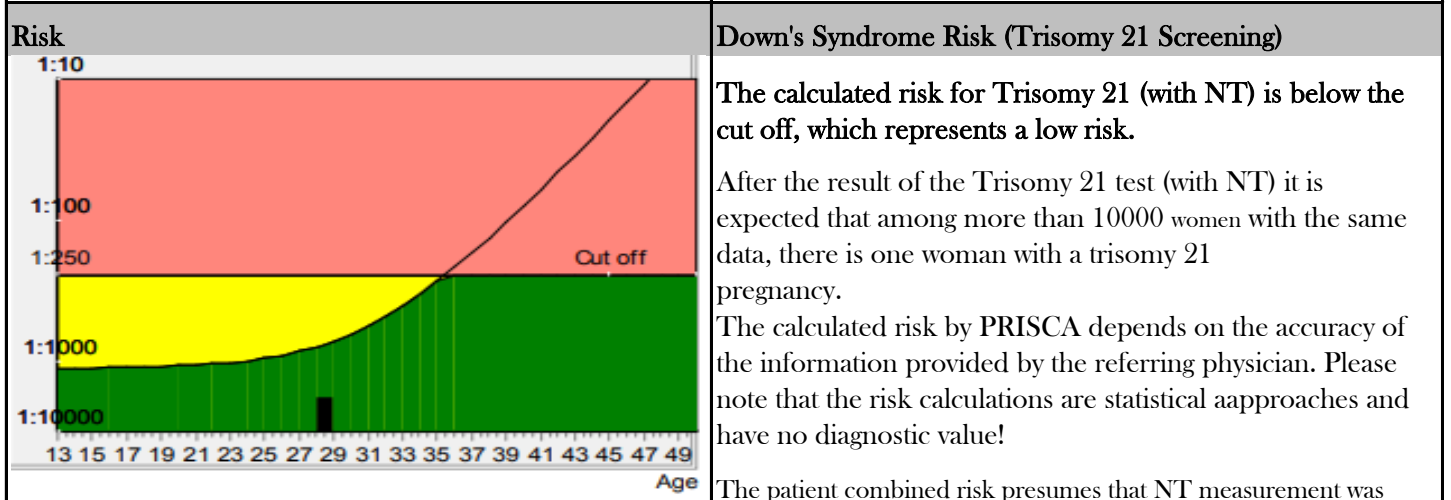 Risk
1:10
1:100
1:250
Cut off
1:1000
1:10000
13 15 17 19 21 23 25 27 29 31 33 35 37 39 41 43 45 47 49
Age
Down's Syndrome Risk (Trisomy 21 Screening)
The calculated risk for Trisomy 21 (with NT) is below the
cut off, which represents a low risk.
After the result of the Trisomy 21 test (with NT) it is
expected that among more than 10000 women with the same
data, there is one woman with a trisomy 21
pregnancy.
The calculated risk by PRISCA depends on the accuracy of
the information provided by the referring physician. Please
note that the risk calculations are statistical aapproaches and
have no diagnostic value!
The patient combined risk presumes that NT measurement was